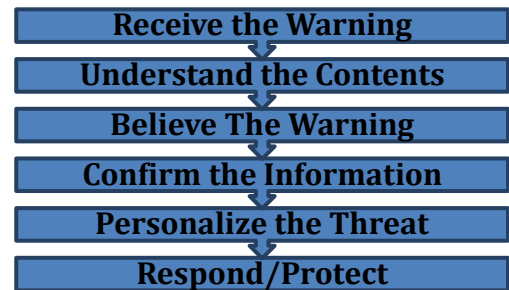 Receive the Warning
Understand the Contents
Believe The Warning
Confirm the Information
Personalize the Threat
Respond/Protect